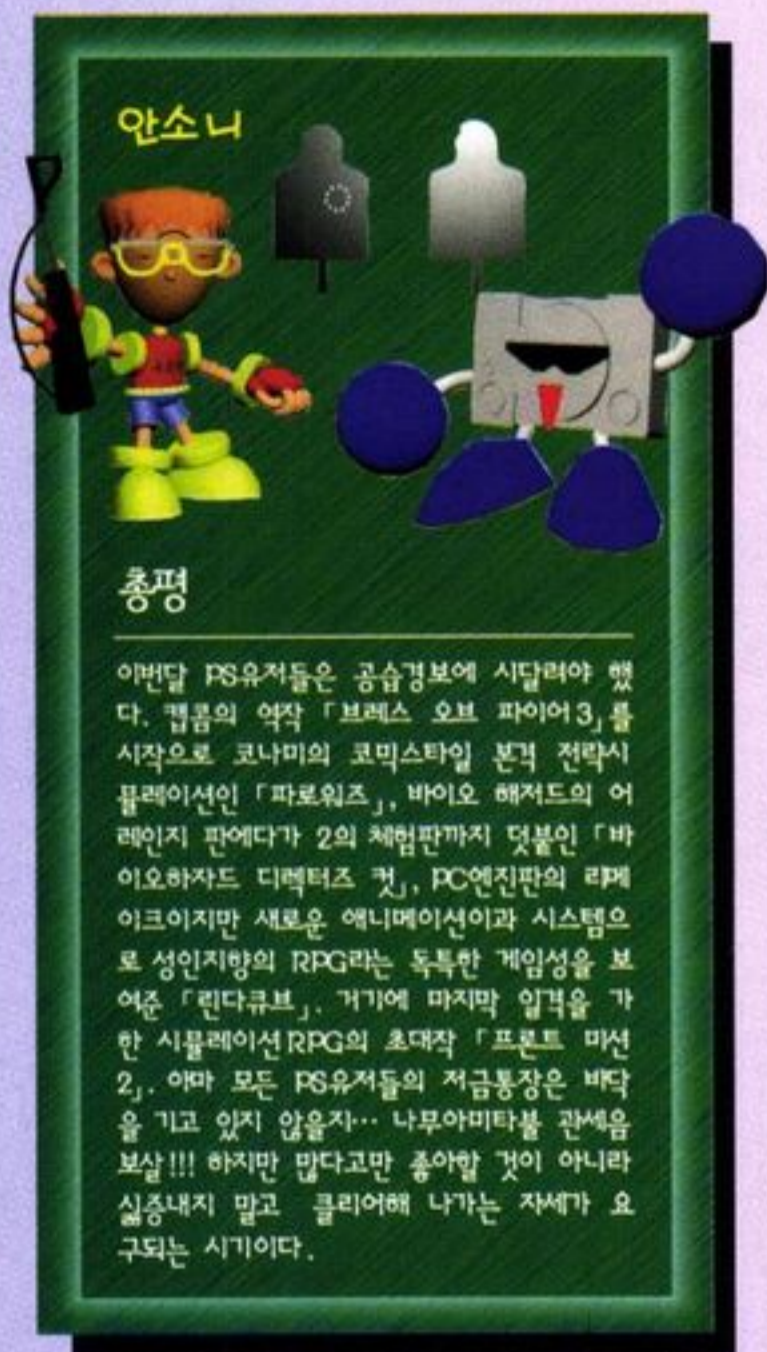 안소니
총평
이번달 PS유저들은 공습경보에 시달려야 했
다. 캡콤의 역작 「브레스 오브 파이어3」를
시작으로 코나미의 코믹스타일 본격 전략시
뮬레이션인 「파로워즈」, 바이오 해저드의 어
레인지 판에다가 2의 체험판까지 덧붙인 「바
이오하자드 디렉터즈 컷」, PC엔진판의 리메
이크이지만 새로운 애니메이션이과 시스템으
로 성인지향의 RPG라는 독특한 게임성을 보
여준 「린다큐브」. 거기에 마지막 일격을 가
한 시뮬레이션RPG의 초대작 「프론트 미션
2」. 아마 모든 PS유저들의 저금통장은 바닥
을 기고 있지 않을지… 나무아미타불 관세음
보살!!! 하지만 많다고만 좋아할 것이 아니라
싫증내지 말고 클리어해 나가는 자세가 요
구되는 시기이다.